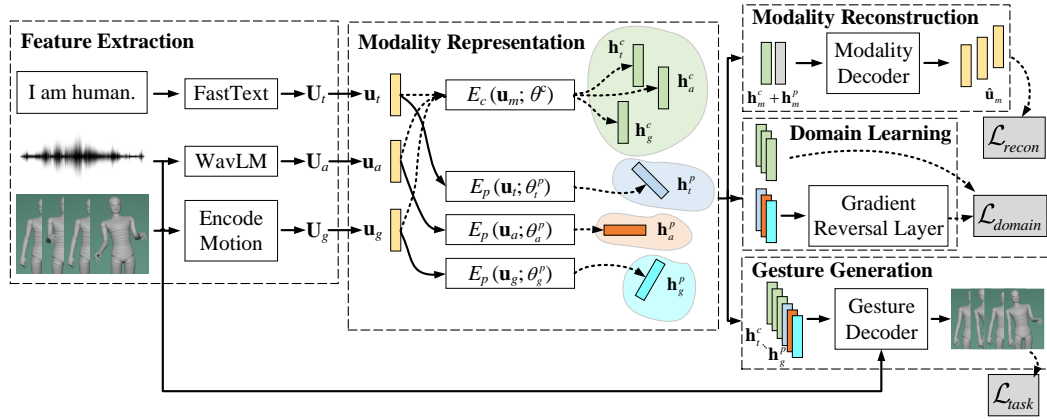 Feature Extraction
I am human.
FastText
U_t
WavLM
U_a
Encode
Motion
U_g
Modality Representation
u_t
u_a
u_g
E_c (u_m; θ^c)
E_p (u_t; θ_t^p)
E_p (u_a; θ_a^p)
E_p (u_g; θ_g^p)
h_t^c
h_a^c
h_g^c
h_t^p
h_a^p
h_g^p
Modality Reconstruction
h_m^c + h_m^p
Modality
Decoder
û_m
L_recon
Domain Learning
Gradient
Reversal Layer
L_domain
Gesture Generation
h_t^c ⋱ h_g^p
Gesture
Decoder
L_task